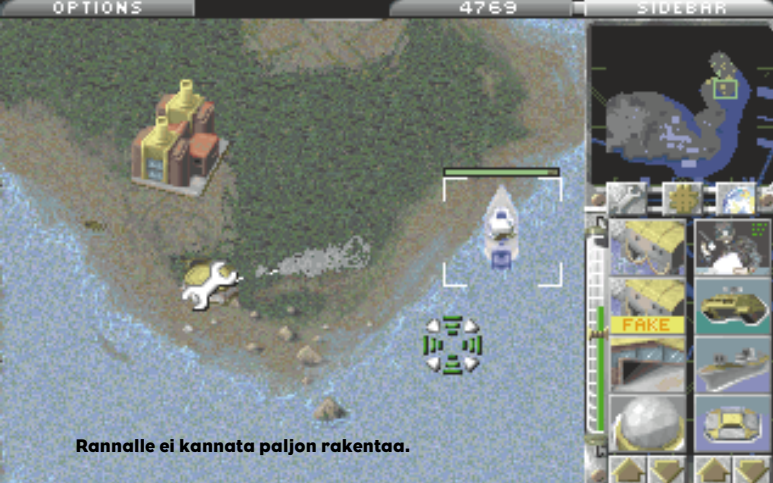 OPTIONS
4769
SIDEBAR
FAKE
Rannalle ei kannata paljon rakentaa.